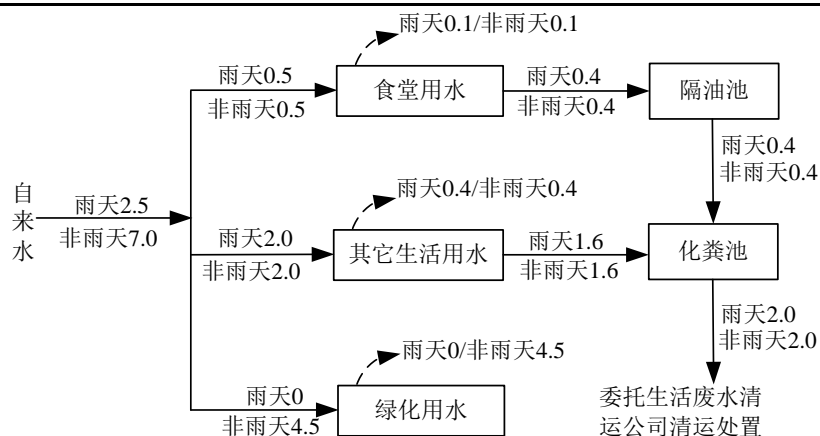 雨天0.1/非雨天0.1
雨天0.5
非雨天0.5
食堂用水
雨天0.4
非雨天0.4
隔油池
雨天0.4
非雨天0.4
自来水
雨天2.5
非雨天7.0
雨天0.4/非雨天0.4
雨天2.0
非雨天2.0
其它生活用水
雨天1.6
非雨天1.6
化粪池
雨天2.0
非雨天2.0
雨天0/非雨天4.5
雨天0
非雨天4.5
绿化用水
委托生活废水清
运公司清运处置